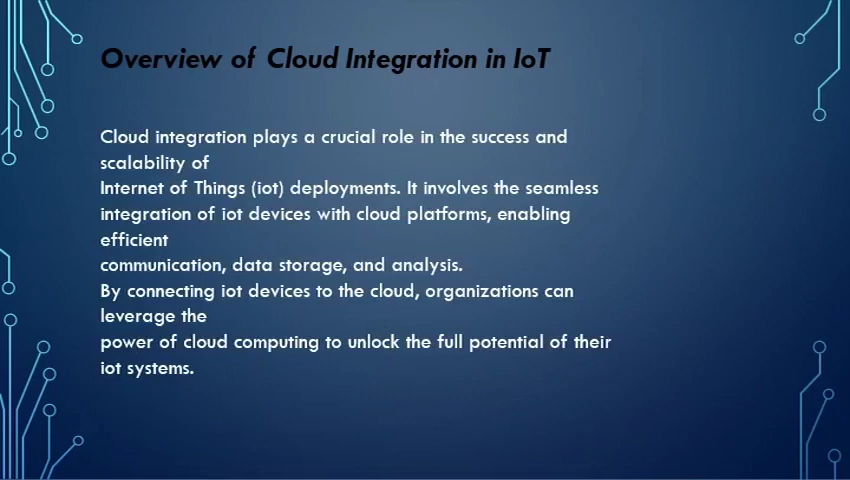 Overview of Cloud Integration in IoT
Cloud integration plays a crucial role in the success and
scalability of
Internet of Things (iot) deployments. It involves the seamless
integration of iot devices with cloud platforms, enabling
efficient
communication, data storage, and analysis.
By connecting iot devices to the cloud, organizations can
leverage the
power of cloud computing to unlock the full potential of their
iot systems.